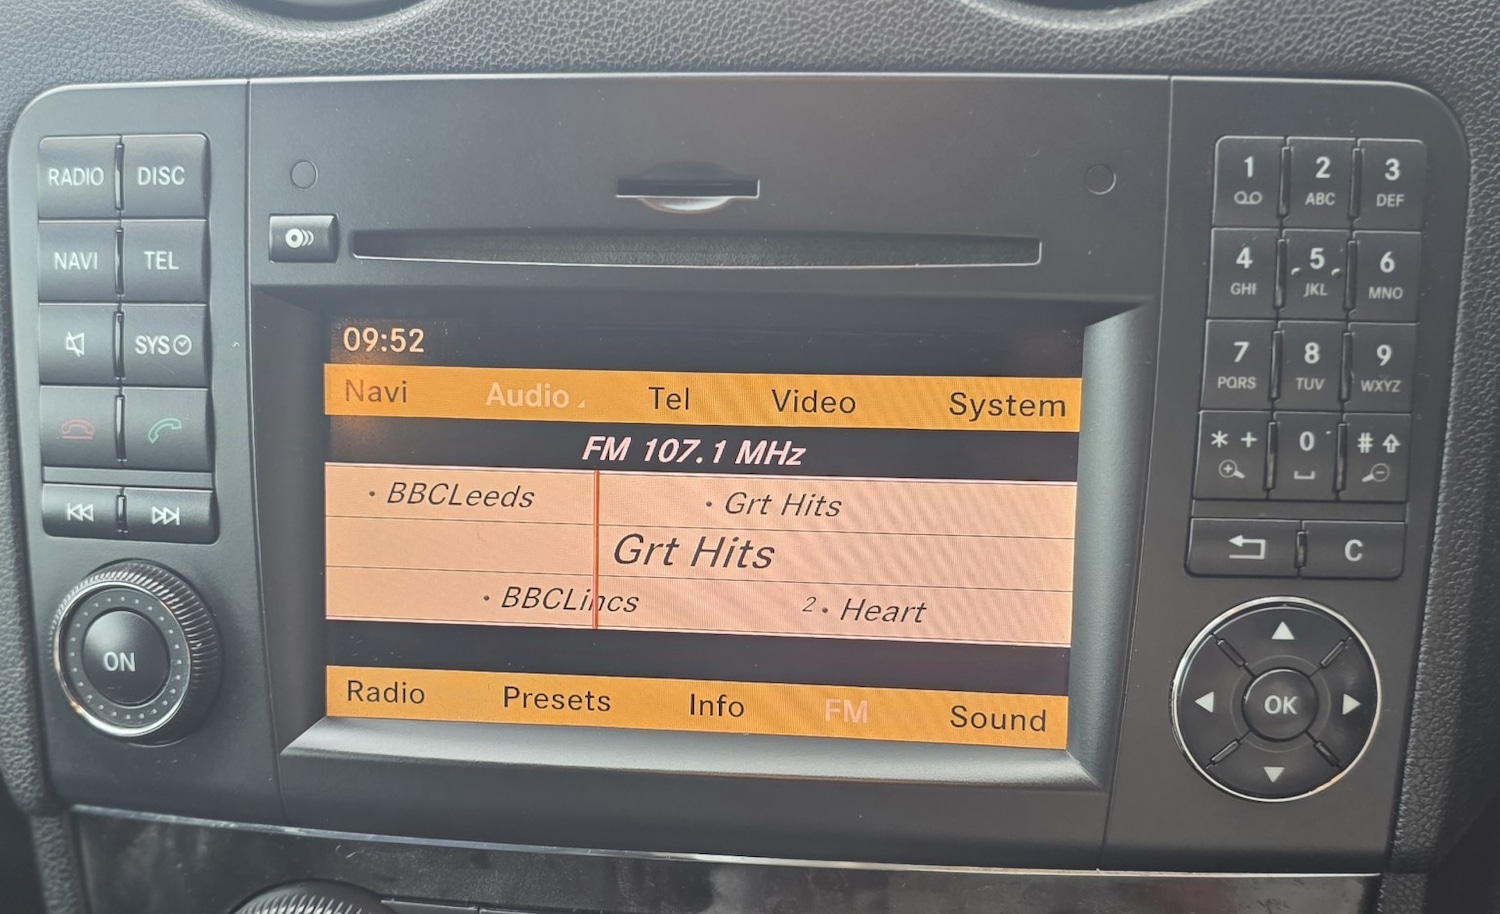 RADIO DISC
NAVI TEL
SYS
ON
09:52
Navi Audio Tel Video System
FM 107.1 MHz
• BBCLeeds • Grt Hits
Grt Hits
• BBCLincs 2 • Heart
Radio Presets Info FM Sound
1 2 3
ABC DEF
4 5 6
GHI JKL MNO
7 8 9
PQRS TUV WXYZ
* + 0 #
C
OK